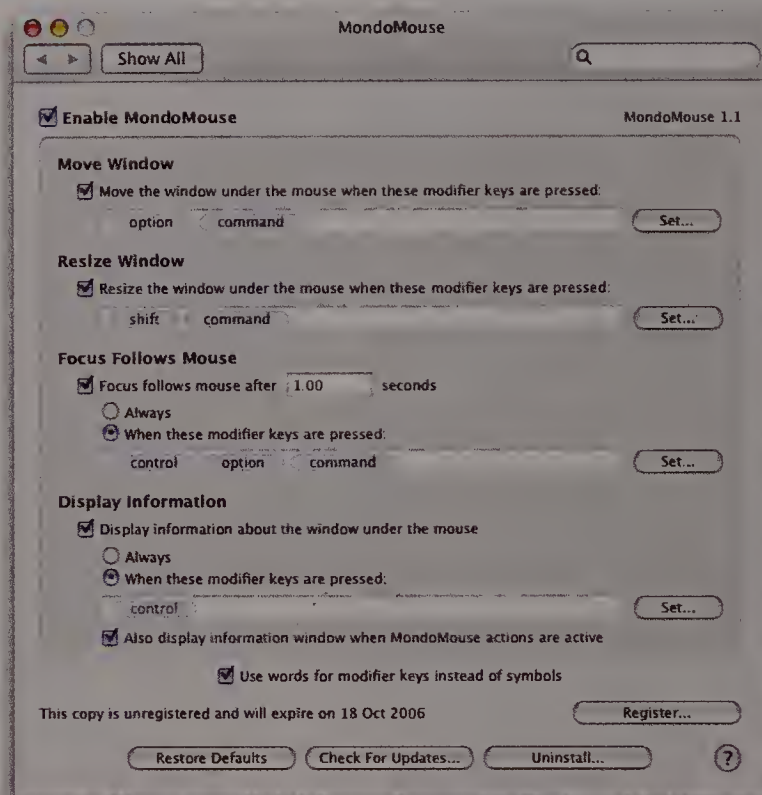 MondoMouse
Show All
Enable MondoMouse MondoMouse 1.1
Move Window
Move the window under the mouse when these modifier keys are pressed:
option command Set...
Resize Window
Resize the window under the mouse when these modifier keys are pressed:
shift command Set...
Focus Follows Mouse
Focus follows mouse after 1.00 seconds
Always
When these modifier keys are pressed:
control option command Set...
Display Information
Display information about the window under the mouse
Always
When these modifier keys are pressed:
control Set...
Also display information window when MondoMouse actions are active
Use words for modifier keys instead of symbols
This copy is unregistered and will expire on 18 Oct 2006 Register...
Restore Defaults Check For Updates... Uninstall... ?